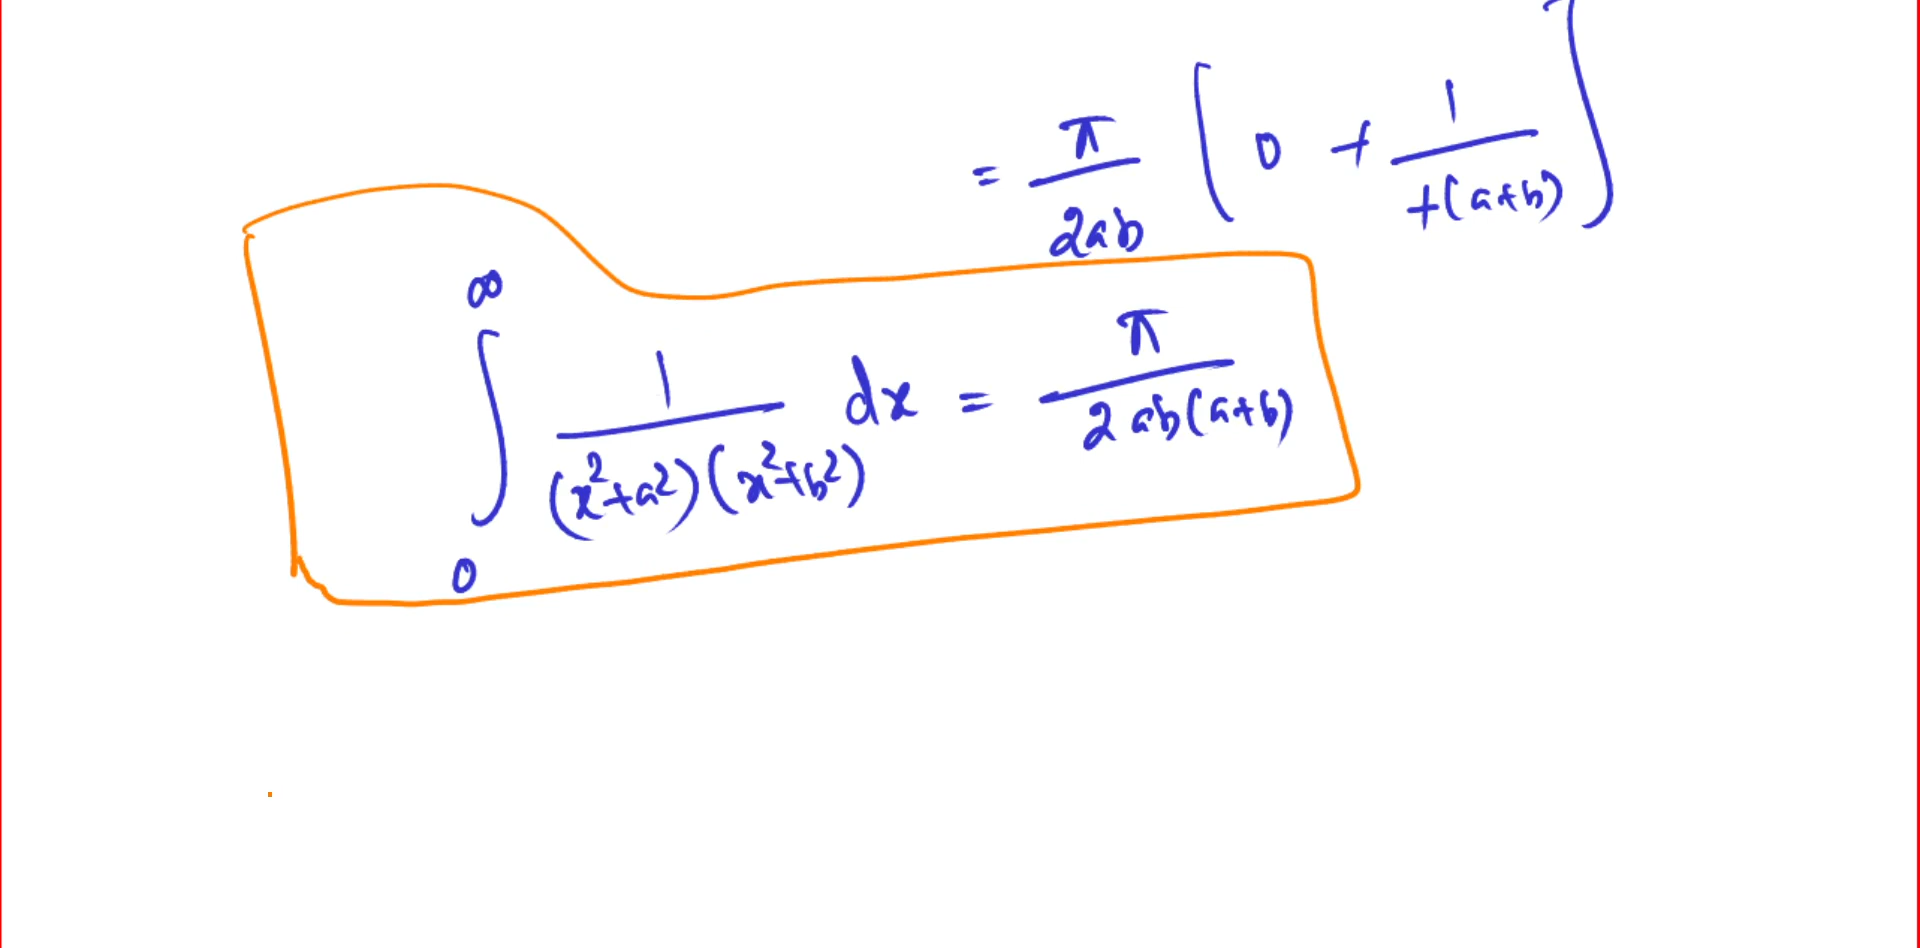 = π/2ab [0 + 1/+(a+b)]
∫₀^∞ 1/(x²+a²)(x²+b²) dx = π/2ab(a+b)